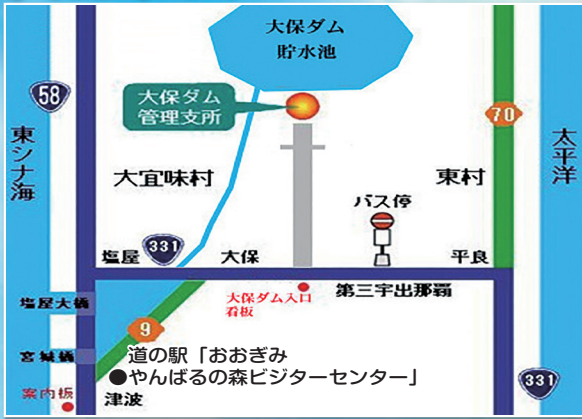 大保ダム
貯水池
58
大保ダム
管理支所
70
東シナ海
太平洋
大宜味村
東村
バス停
塩屋
331
大保
平良
塩屋大橋
大保ダム入口
看板
第三宇出那覇
9
宮城橋
道の駅「おおぎみ
●やんばるの森ビジターセンター」
案内板
津波
331